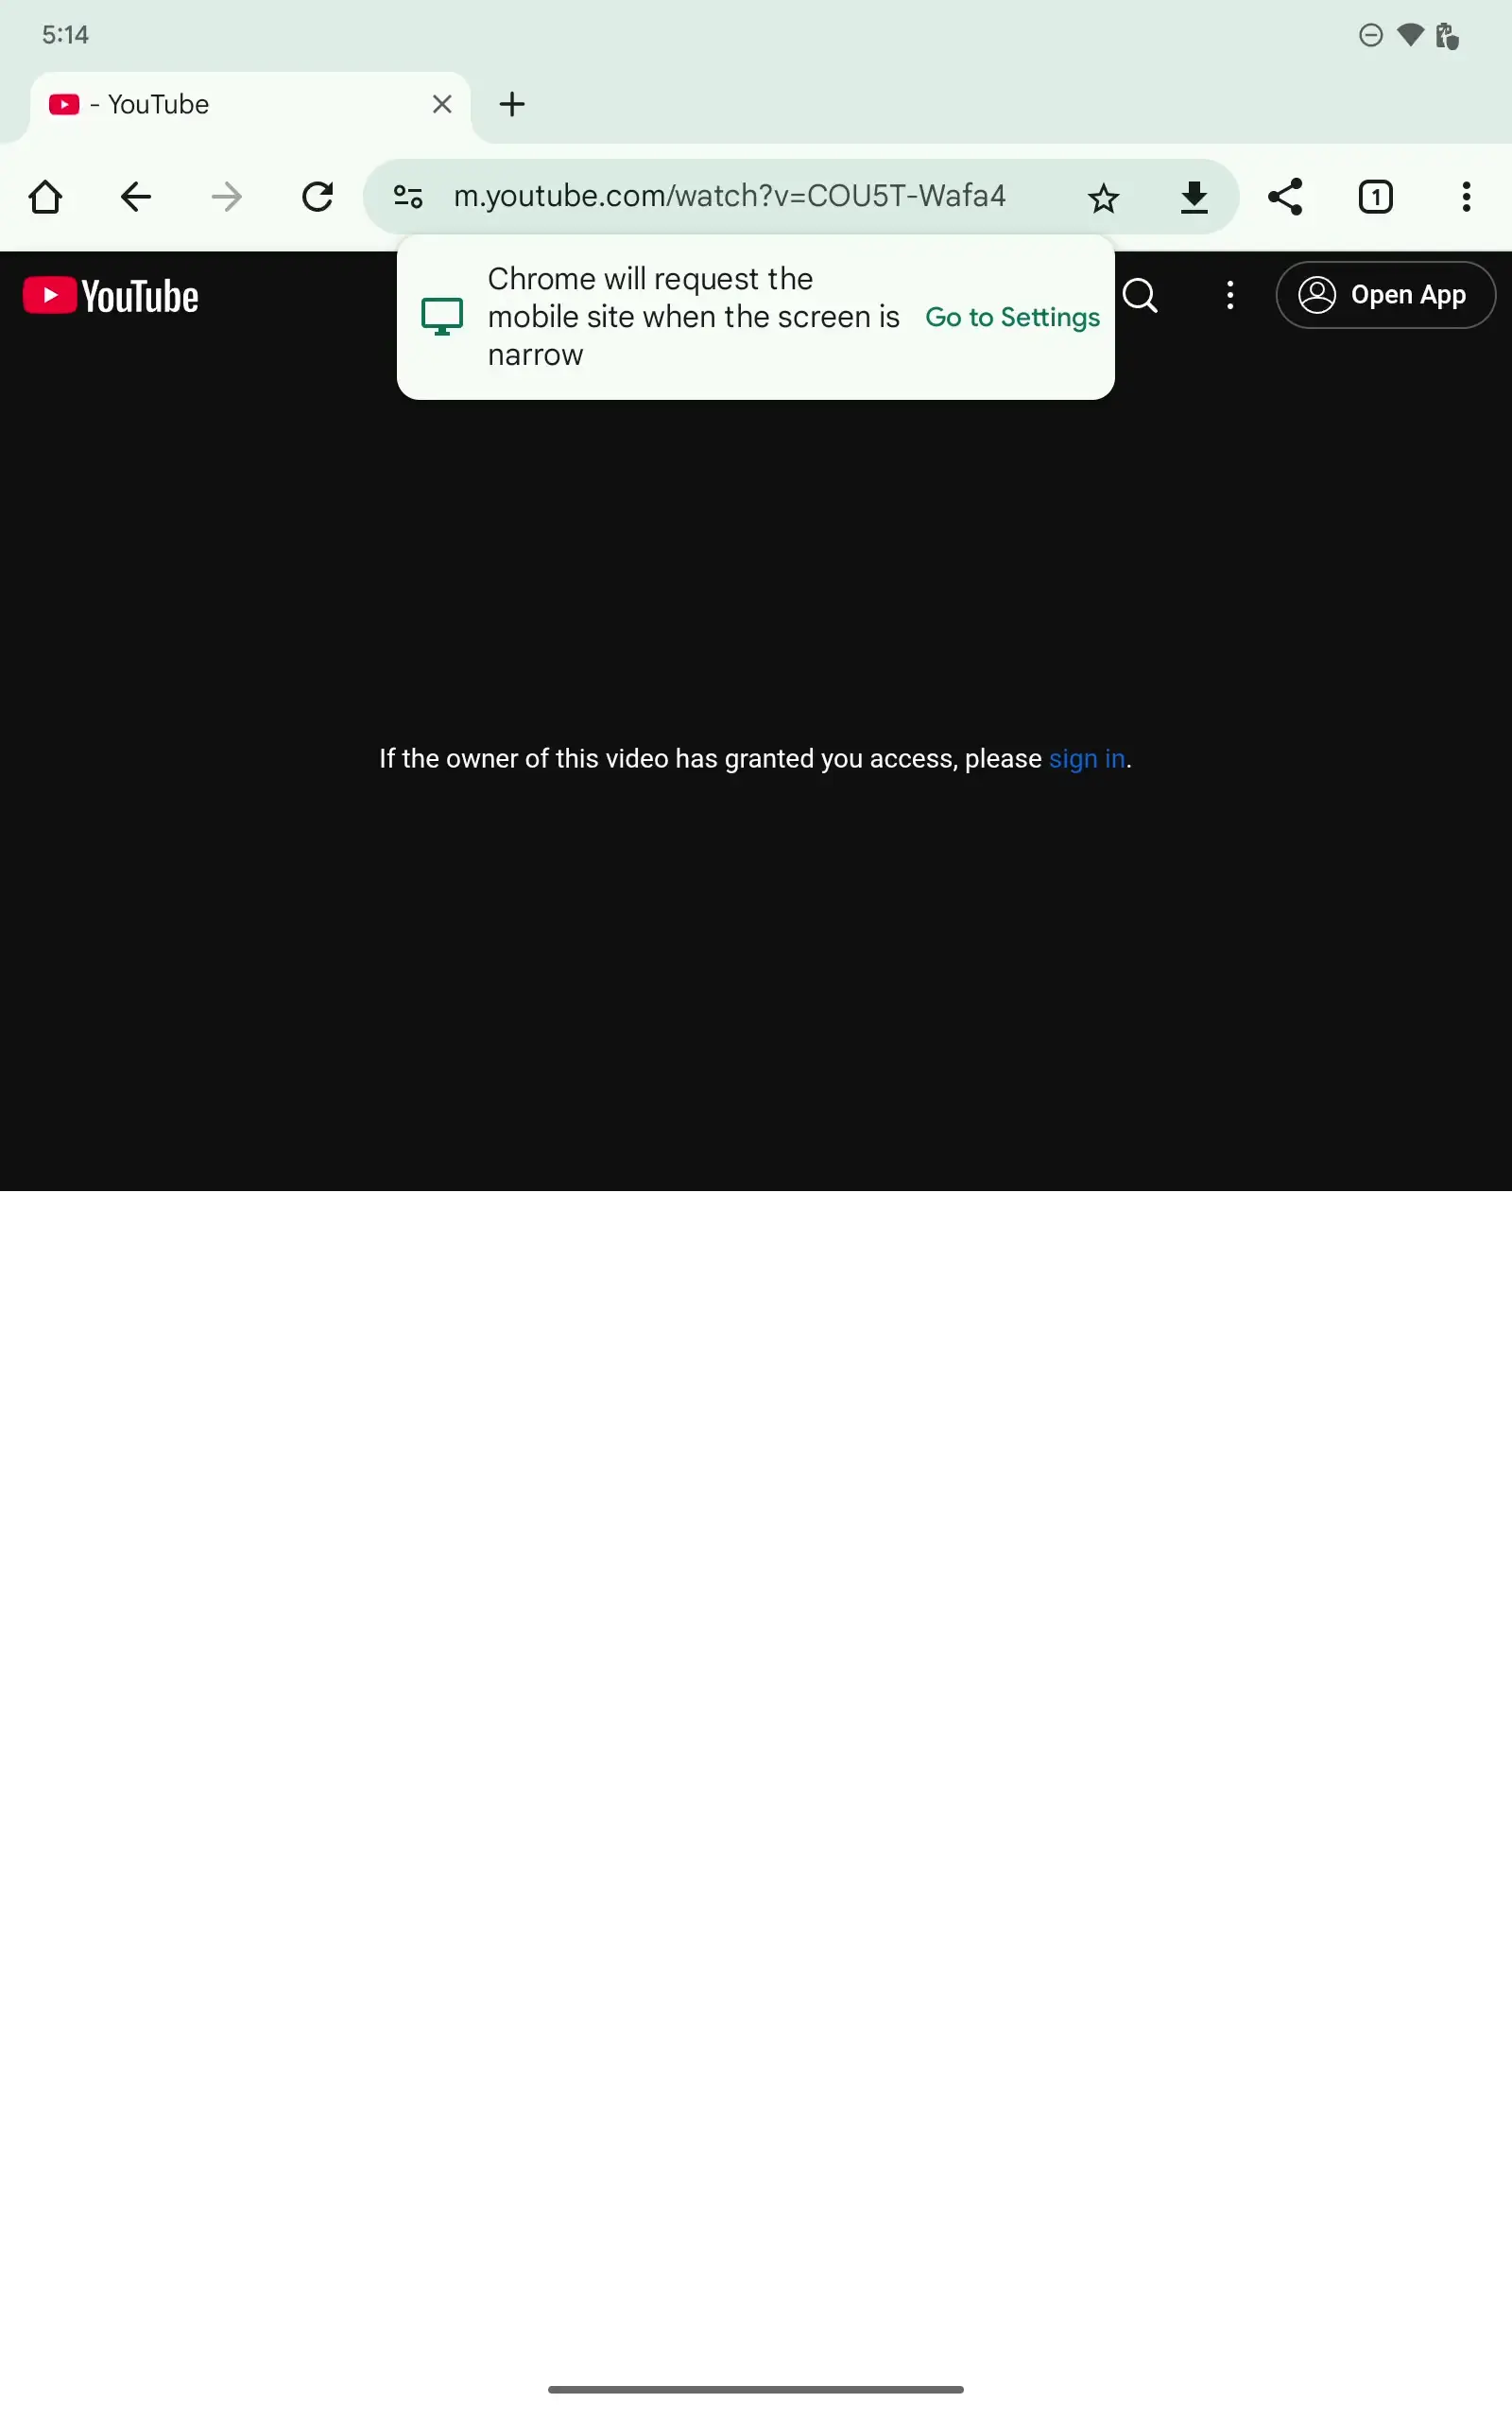 5:14
- YouTube
m.youtube.com/watch?v=COU5T-Wafa4
1
YouTube
Chrome will request the
mobile site when the screen is
narrow
Go to Settings
Open App
If the owner of this video has granted you access, please sign in.